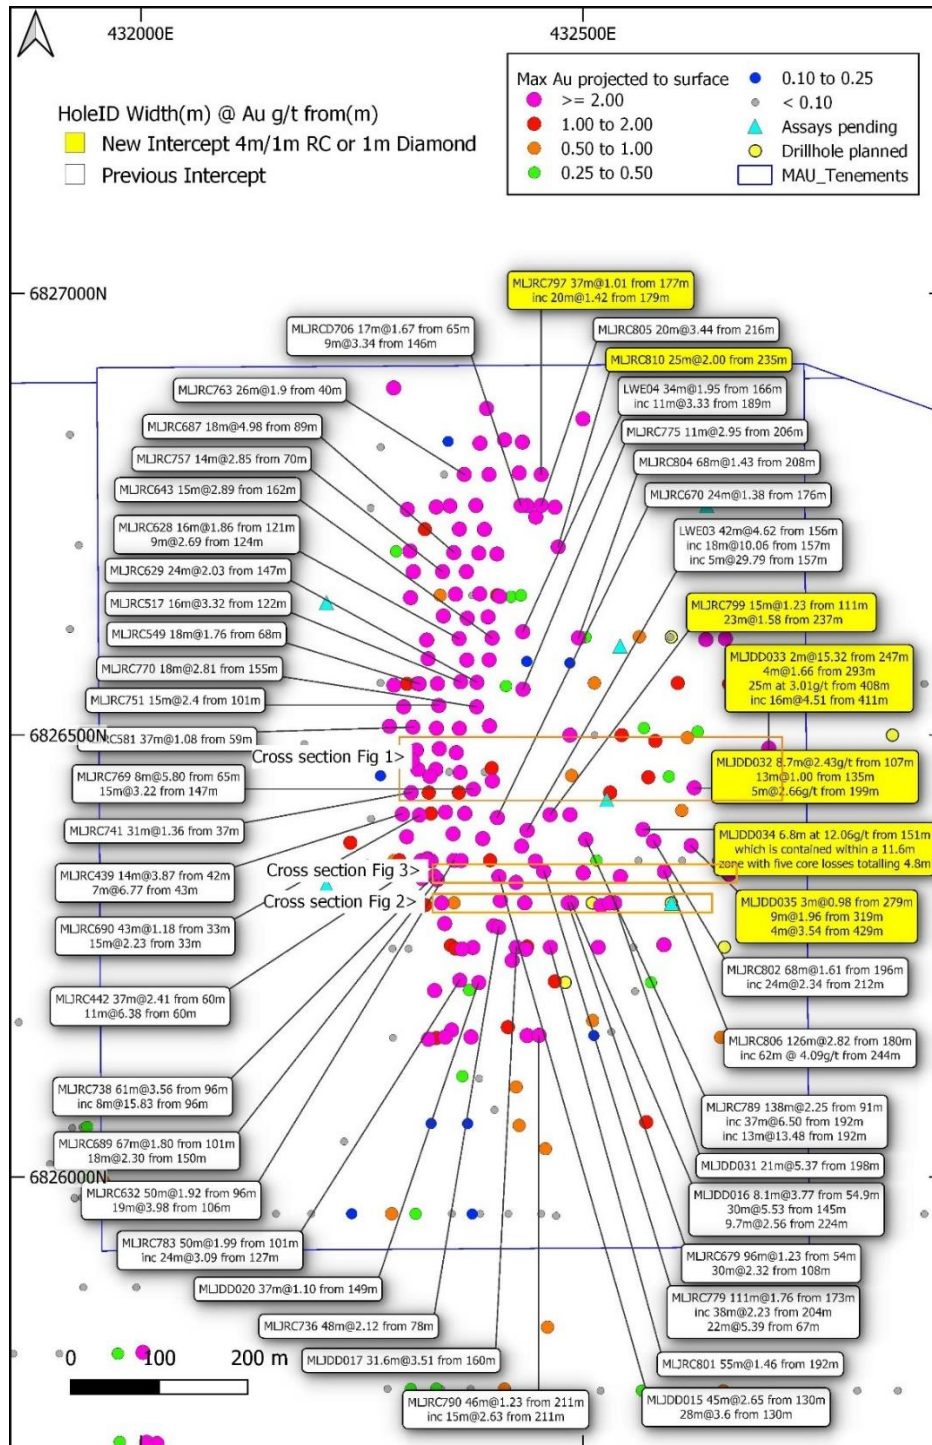 432000E
432500E
HoleID Width(m) @ Au g/t from(m)
New Intercept 4m/1m RC or 1m Diamond
Previous Intercept
Max Au projected to surface
>= 2.00
1.00 to 2.00
0.50 to 1.00
0.25 to 0.50
0.10 to 0.25
< 0.10
Assays pending
Drillhole planned
MAU_Tenements
6827000N
MLJRC797 37m@1.01 from 177m
inc 20m@1.42 from 179m
MLJRCD706 17m@1.67 from 65m
9m@3.34 from 146m
MLJRC805 20m@3.44 from 216m
MLJRC810 25m@2.00 from 235m
MLJRC763 26m@1.9 from 40m
LWE04 34m@1.95 from 166m
inc 11m@3.33 from 189m
MLJRC687 18m@4.98 from 89m
MLJRC775 11m@2.95 from 206m
MLJRC757 14m@2.85 from 70m
MLJRC804 68m@1.43 from 208m
MLJRC643 15m@2.89 from 162m
MLJRC670 24m@1.38 from 176m
MLJRC628 16m@1.86 from 121m
9m@2.69 from 124m
LWE03 42m@4.62 from 156m
inc 18m@10.06 from 157m
inc 5m@29.79 from 157m
MLJRC629 24m@2.03 from 147m
MLJRC517 16m@3.32 from 122m
MLJRC799 15m@1.23 from 111m
23m@1.58 from 237m
MLJRC549 18m@1.76 from 68m
MLJRC770 18m@2.81 from 155m
MLJDD033 2m@15.32 from 247m
4m@1.66 from 293m
25m at 3.01g/t from 408m
inc 16m@4.51 from 411m
MLJRC751 15m@2.4 from 101m
6826500N
RC581 37m@1.08 from 59m
Cross section Fig 1>
MLJDD032 8.7m@2.43g/t from 107m
13m@1.00 from 135m
5m@2.66g/t from 199m
MLJRC769 8m@5.80 from 65m
15m@3.22 from 147m
MLJRC741 31m@1.36 from 37m
MLJDD034 6.8m at 12.06g/t from 151m
which is contained within a 11.6m
zone with five core losses totalling 4.8m
MLJRC439 14m@3.87 from 42m
7m@6.77 from 43m
Cross section Fig 3>
Cross section Fig 2>
MLJDD035 3m@0.98 from 279m
9m@1.96 from 319m
4m@3.54 from 429m
MLJRC690 43m@1.18 from 33m
15m@2.23 from 33m
MLJRC802 68m@1.61 from 196m
inc 24m@2.34 from 212m
MLJRC442 37m@2.41 from 60m
11m@6.38 from 60m
MLJRC806 126m@2.82 from 180m
inc 62m @ 4.09g/t from 244m
MLJRC738 61m@3.56 from 96m
inc 8m@15.83 from 96m
MLJRC789 138m@2.25 from 91m
inc 37m@6.50 from 192m
inc 13m@13.48 from 192m
MLJRC689 67m@1.80 from 101m
18m@2.30 from 150m
MLJDD031 21m@5.37 from 198m
6826000N
MLJRC632 50m@1.92 from 96m
19m@3.98 from 106m
MLJDD016 8.1m@3.77 from 54.9m
30m@5.53 from 145m
9.7m@2.56 from 224m
MLJRC783 50m@1.99 from 101m
inc 24m@3.09 from 127m
MLJRC679 96m@1.23 from 54m
30m@2.32 from 108m
MLJDD020 37m@1.10 from 149m
MLJRC779 111m@1.76 from 173m
inc 38m@2.23 from 204m
22m@5.39 from 67m
MLJRC736 48m@2.12 from 78m
MLJDD017 31.6m@3.51 from 160m
MLJRC801 55m@1.46 from 192m
0 100 200 m
MLJRC790 46m@1.23 from 211m
inc 15m@2.63 from 211m
MLJDD015 45m@2.65 from 130m
28m@3.6 from 130m